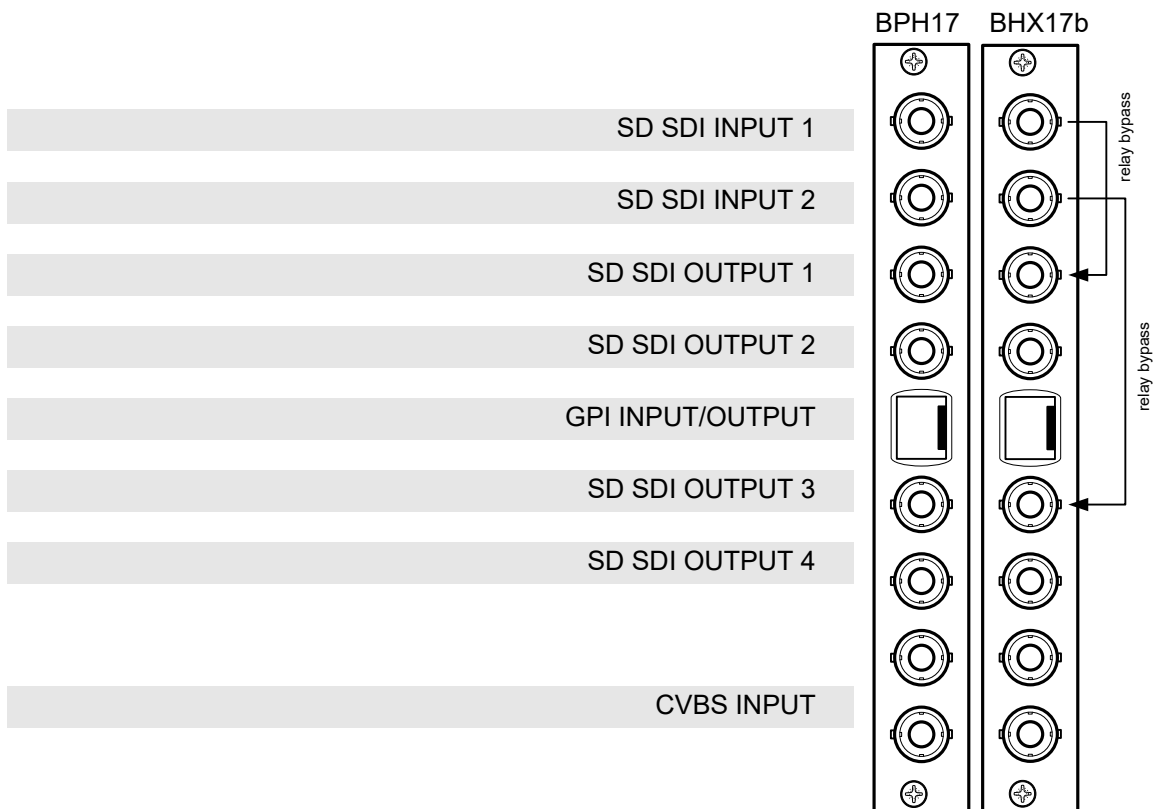 BPH17 BHX17b
SD SDI INPUT 1
relay bypass
SD SDI INPUT 2
SD SDI OUTPUT 1
SD SDI OUTPUT 2
relay bypass
GPI INPUT/OUTPUT
SD SDI OUTPUT 3
SD SDI OUTPUT 4
CVBS INPUT